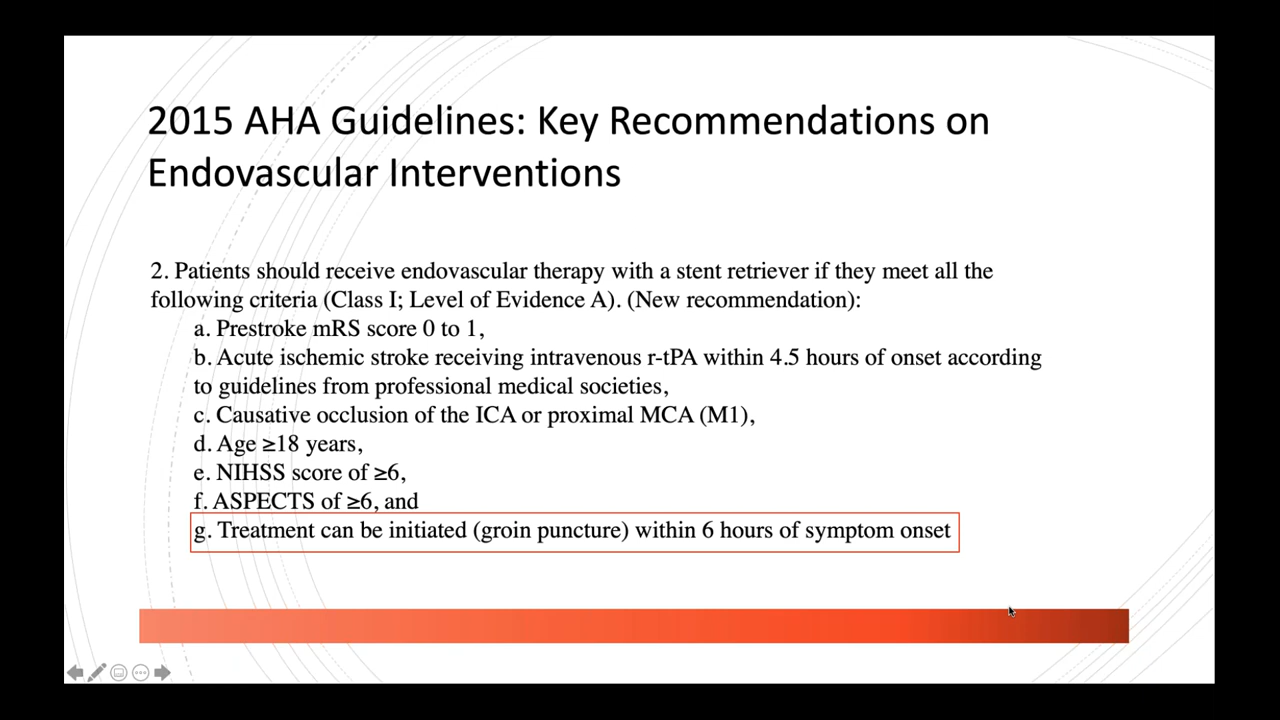 2015 AHA Guidelines: Key Recommendations on
Endovascular Interventions
2. Patients should receive endovascular therapy with a stent retriever if they meet all the
following criteria (Class I; Level of Evidence A). (New recommendation):
a. Prestroke mRS score 0 to 1,
b. Acute ischemic stroke receiving intravenous r-tPA within 4.5 hours of onset according
to guidelines from professional medical societies,
c. Causative occlusion of the ICA or proximal MCA (M1),
d. Age ≥18 years,
e. NIHSS score of ≥6,
f. ASPECTS of ≥6, and
g. Treatment can be initiated (groin puncture) within 6 hours of symptom onset